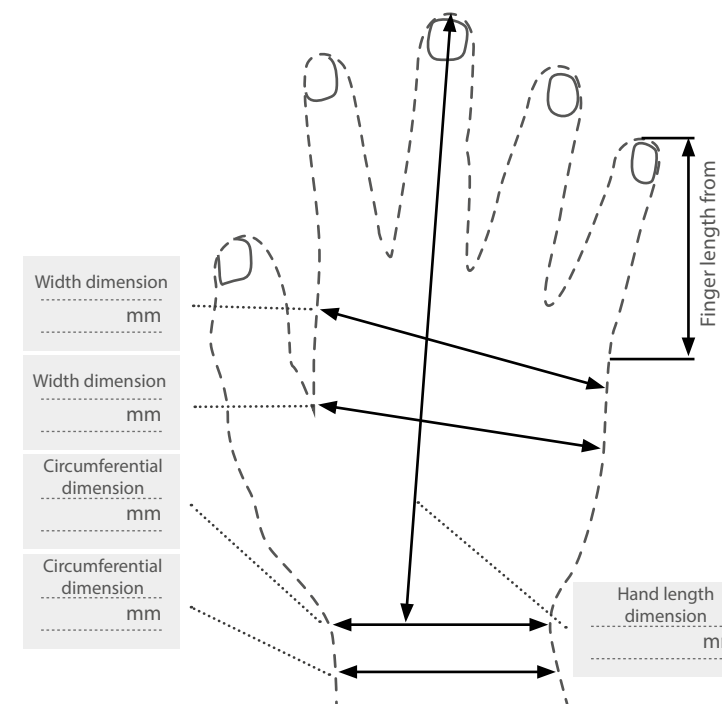 Finger length from
Width dimension
mm
Width dimension
mm
Circumferential
dimension
mm
Circumferential
dimension
mm
Hand length
dimension